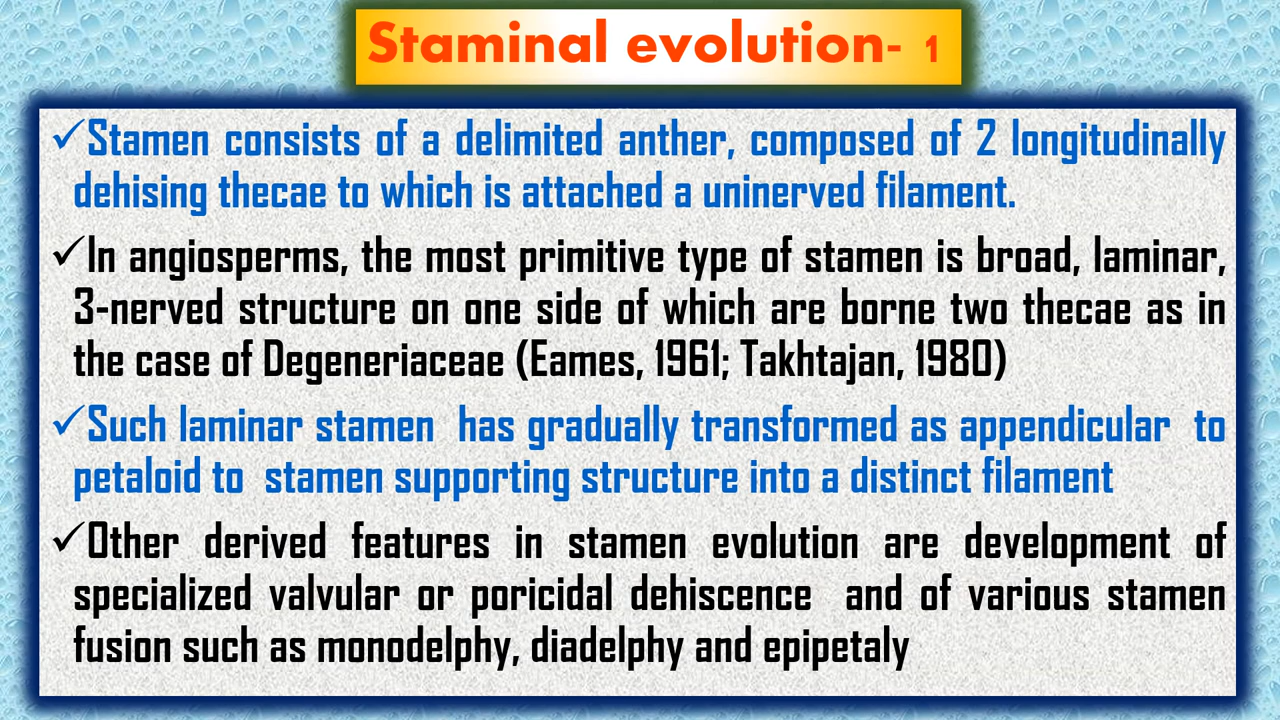 Staminal evolution- 1
✓Stamen consists of a delimited anther, composed of 2 longitudinally
dehising thecae to which is attached a uninerved filament.
✓In angiosperms, the most primitive type of stamen is broad, laminar,
3-nerved structure on one side of which are borne two thecae as in
the case of Degeneriaceae (Eames, 1961; Takhtajan, 1980)
✓Such laminar stamen has gradually transformed as appendicular to
petaloid to stamen supporting structure into a distinct filament
✓Other derived features in stamen evolution are development of
specialized valvular or poricidal dehiscence and of various stamen
fusion such as monodelphy, diadelphy and epipetaly